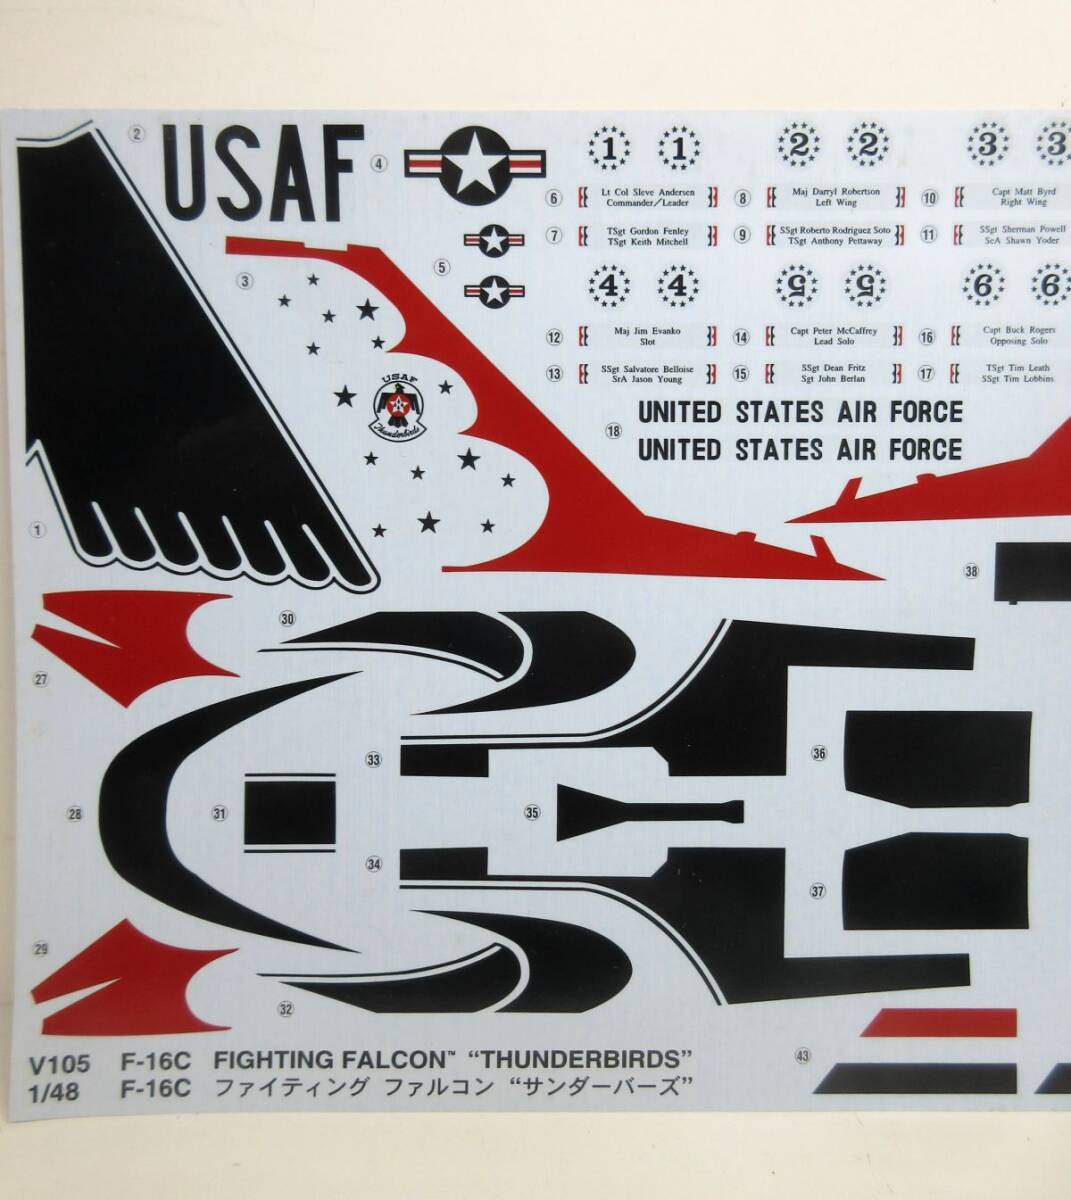 2
USAF
4
1 1
2 2
3 3
6
Lt Col Steve Andersen
Commander/Leader
8
Maj Darryl Robertson
Left Wing
10
Capt Matt Byrd
Right Wing
7
TSgt Gordon Fenley
TSgt Keith Mitchell
9
SSgt Roberto Rodriguez Soto
TSgt Anthony Pettaway
11
SSgt Sherman Powell
SrA Shawn Yoder
5
3
4 4
5 5
6 6
12
Maj Jim Evanko
Slot
14
Capt Peter McCaffrey
Lead Solo
16
Capt Buck Rogers
Opposing Solo
13
SSgt Salvatore Belloise
SrA Jason Young
15
SSgt Dean Fritz
Sgt John Berlan
17
TSgt Tim Leath
SSgt Tim Lobbins
USAF
Thunderbirds
18
UNITED STATES AIR FORCE
UNITED STATES AIR FORCE
1
38
30
27
33
36
28
31
35
34
37
29
32
43
V105 F-16C FIGHTING FALCON™ “THUNDERBIRDS”
1/48 F-16C ファイティング ファルコン “サンダーバーズ”